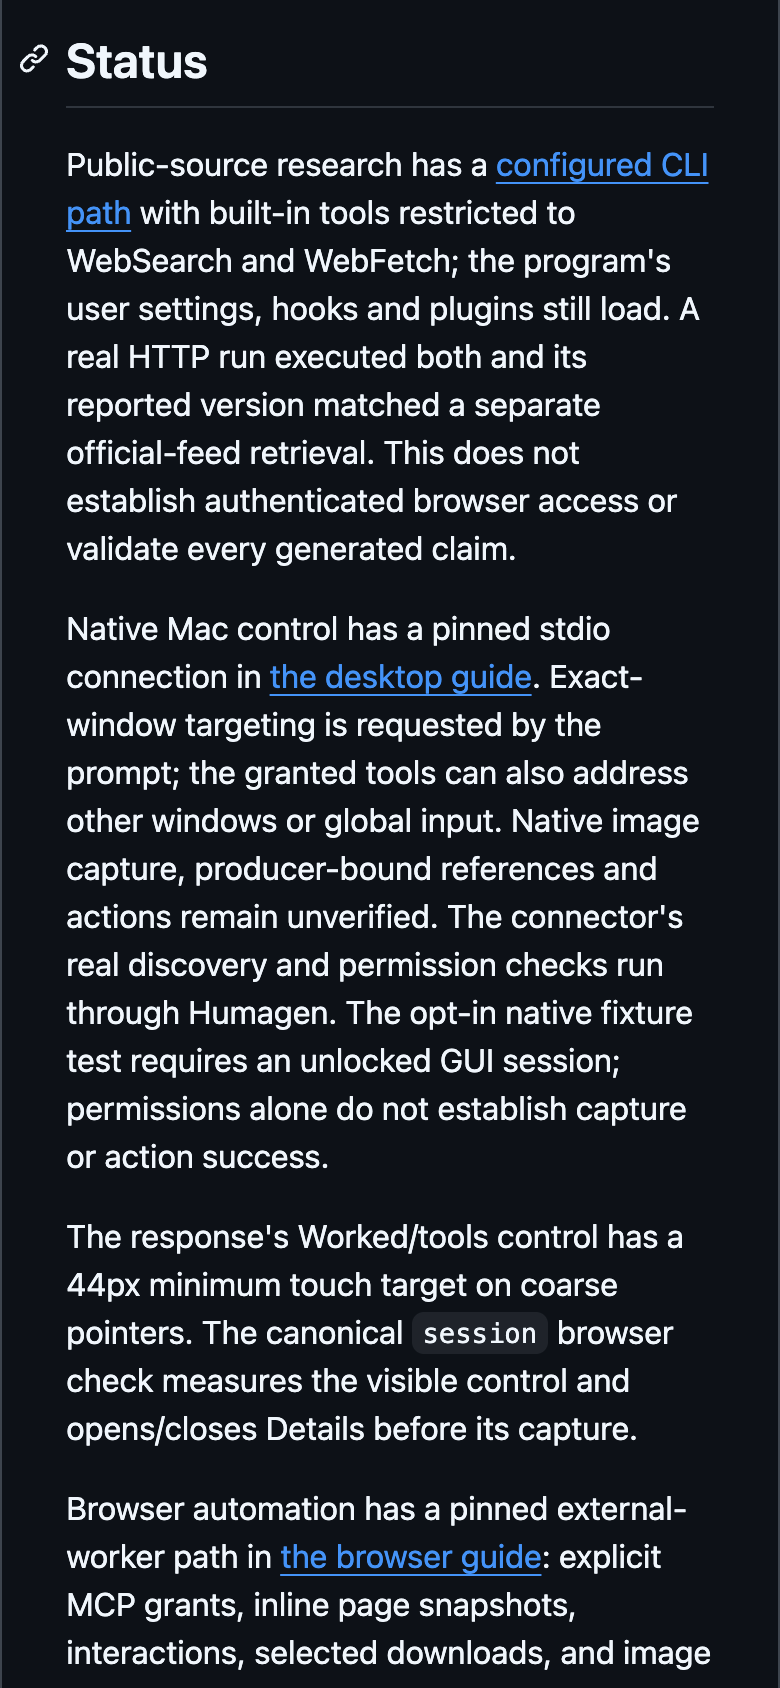 Status
Public-source research has a configured CLI
path with built-in tools restricted to
WebSearch and WebFetch; the program's
user settings, hooks and plugins still load. A
real HTTP run executed both and its
reported version matched a separate
official-feed retrieval. This does not
establish authenticated browser access or
validate every generated claim.
Native Mac control has a pinned stdio
connection in the desktop guide. Exact-
window targeting is requested by the
prompt; the granted tools can also address
other windows or global input. Native image
capture, producer-bound references and
actions remain unverified. The connector's
real discovery and permission checks run
through Humagen. The opt-in native fixture
test requires an unlocked GUI session;
permissions alone do not establish capture
or action success.
The response's Worked/tools control has a
44px minimum touch target on coarse
pointers. The canonical session browser
check measures the visible control and
opens/closes Details before its capture.
Browser automation has a pinned external-
worker path in the browser guide: explicit
MCP grants, inline page snapshots,
interactions, selected downloads, and image